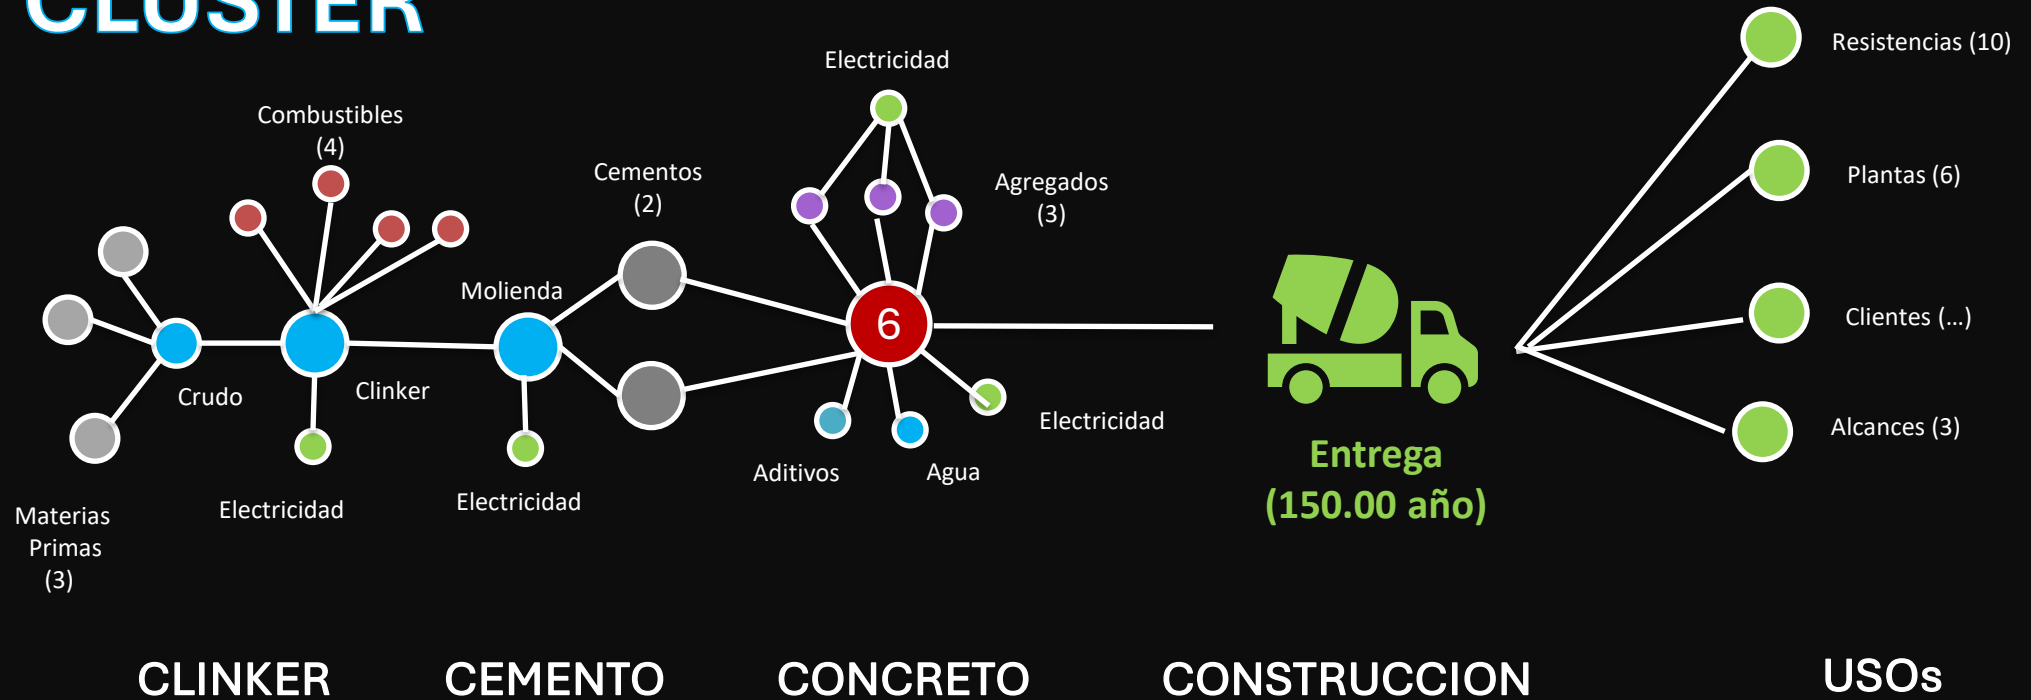 CLUSTER
Electricidad
Resistencias (10)
Combustibles
(4)
Cementos
(2)
Agregados
(3)
Plantas (6)
Molienda
6
Clientes (...)
Crudo
Clinker
Electricidad
Alcances (3)
Aditivos
Agua
Entrega
(150.00 año)
Materias
Primas
(3)
Electricidad
Electricidad
CLINKER
CEMENTO
CONCRETO
CONSTRUCCION
USOs